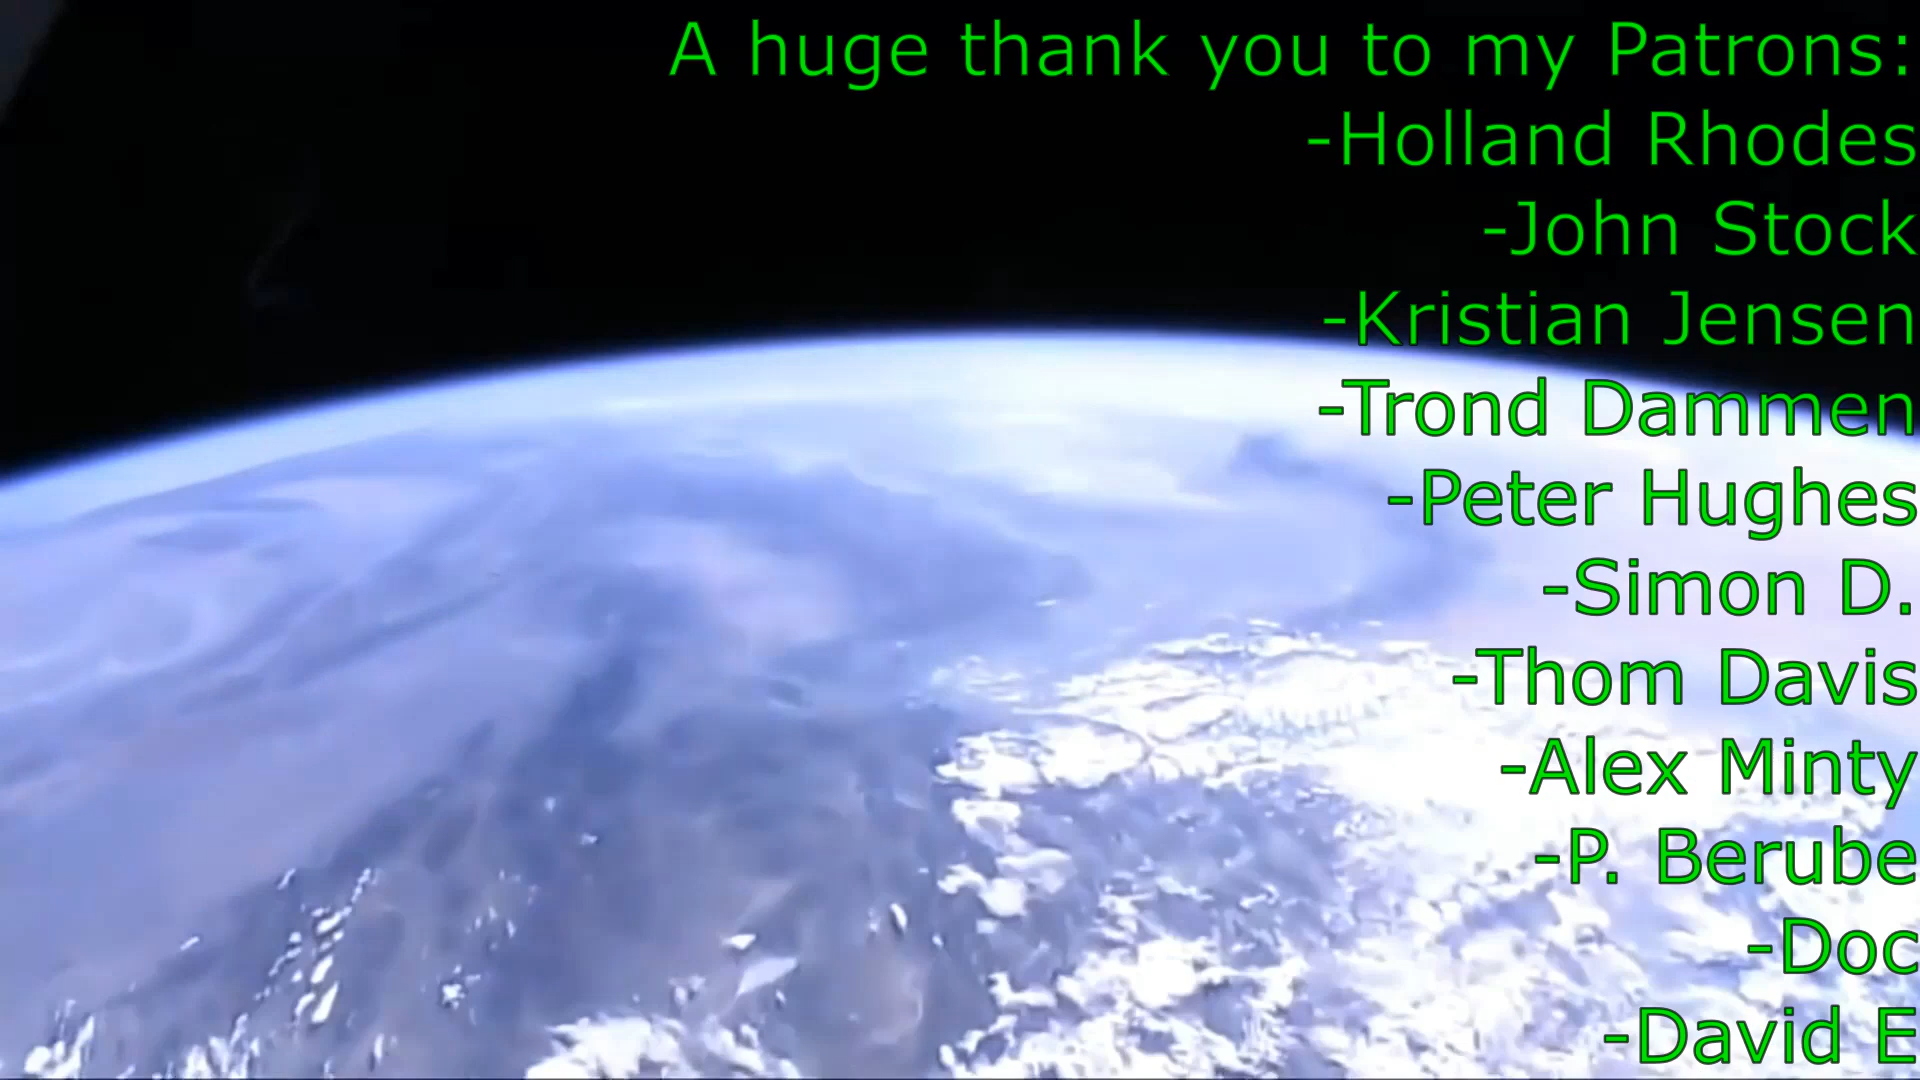 A huge thank you to my Patrons:
-Holland Rhodes
-John Stock
-Kristian Jensen
-Trond Dammen
-Peter Hughes
-Simon D.
-Thom Davis
-Alex Minty
-P. Berube
-Doc
-David E